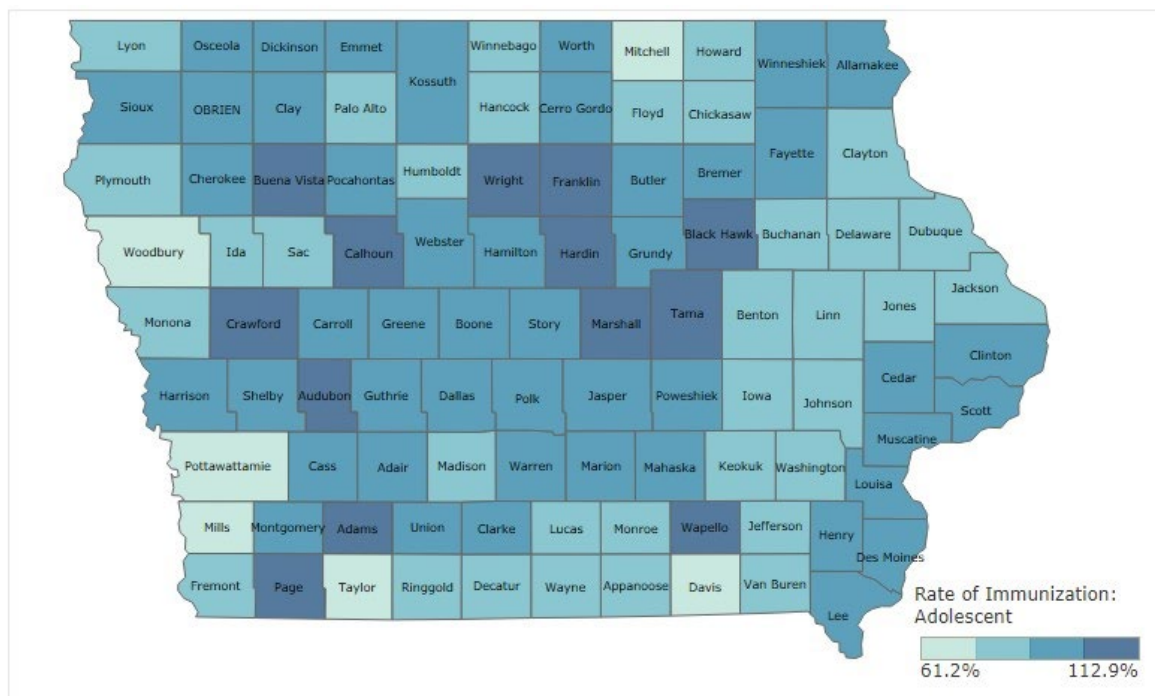 Lyon
Osceola
Dickinson
Emmet
Kossuth
Winnebago
Worth
Mitchell
Howard
Winneshiek
Allamakee
Sioux
OBRIEN
Clay
Palo Alto
Hancock
Cerro Gordo
Floyd
Chickasaw
Plymouth
Cherokee
Buena Vista
Pocahontas
Humboldt
Wright
Franklin
Butler
Bremer
Fayette
Clayton
Woodbury
Ida
Sac
Calhoun
Webster
Hamilton
Hardin
Grundy
Black Hawk
Buchanan
Delaware
Dubuque
Monona
Crawford
Carroll
Greene
Boone
Story
Marshall
Tama
Benton
Linn
Jones
Jackson
Clinton
Harrison
Shelby
Audubon
Guthrie
Dallas
Polk
Jasper
Poweshiek
Iowa
Johnson
Cedar
Scott
Muscatine
Pottawattamie
Cass
Adair
Madison
Warren
Marion
Mahaska
Keokuk
Washington
Louisa
Mills
Montgomery
Adams
Union
Clarke
Lucas
Monroe
Wapello
Jefferson
Henry
Des Moines
Fremont
Page
Taylor
Ringgold
Decatur
Wayne
Appanoose
Davis
Van Buren
Lee
Rate of Immunization:
Adolescent
61.2% 112.9%